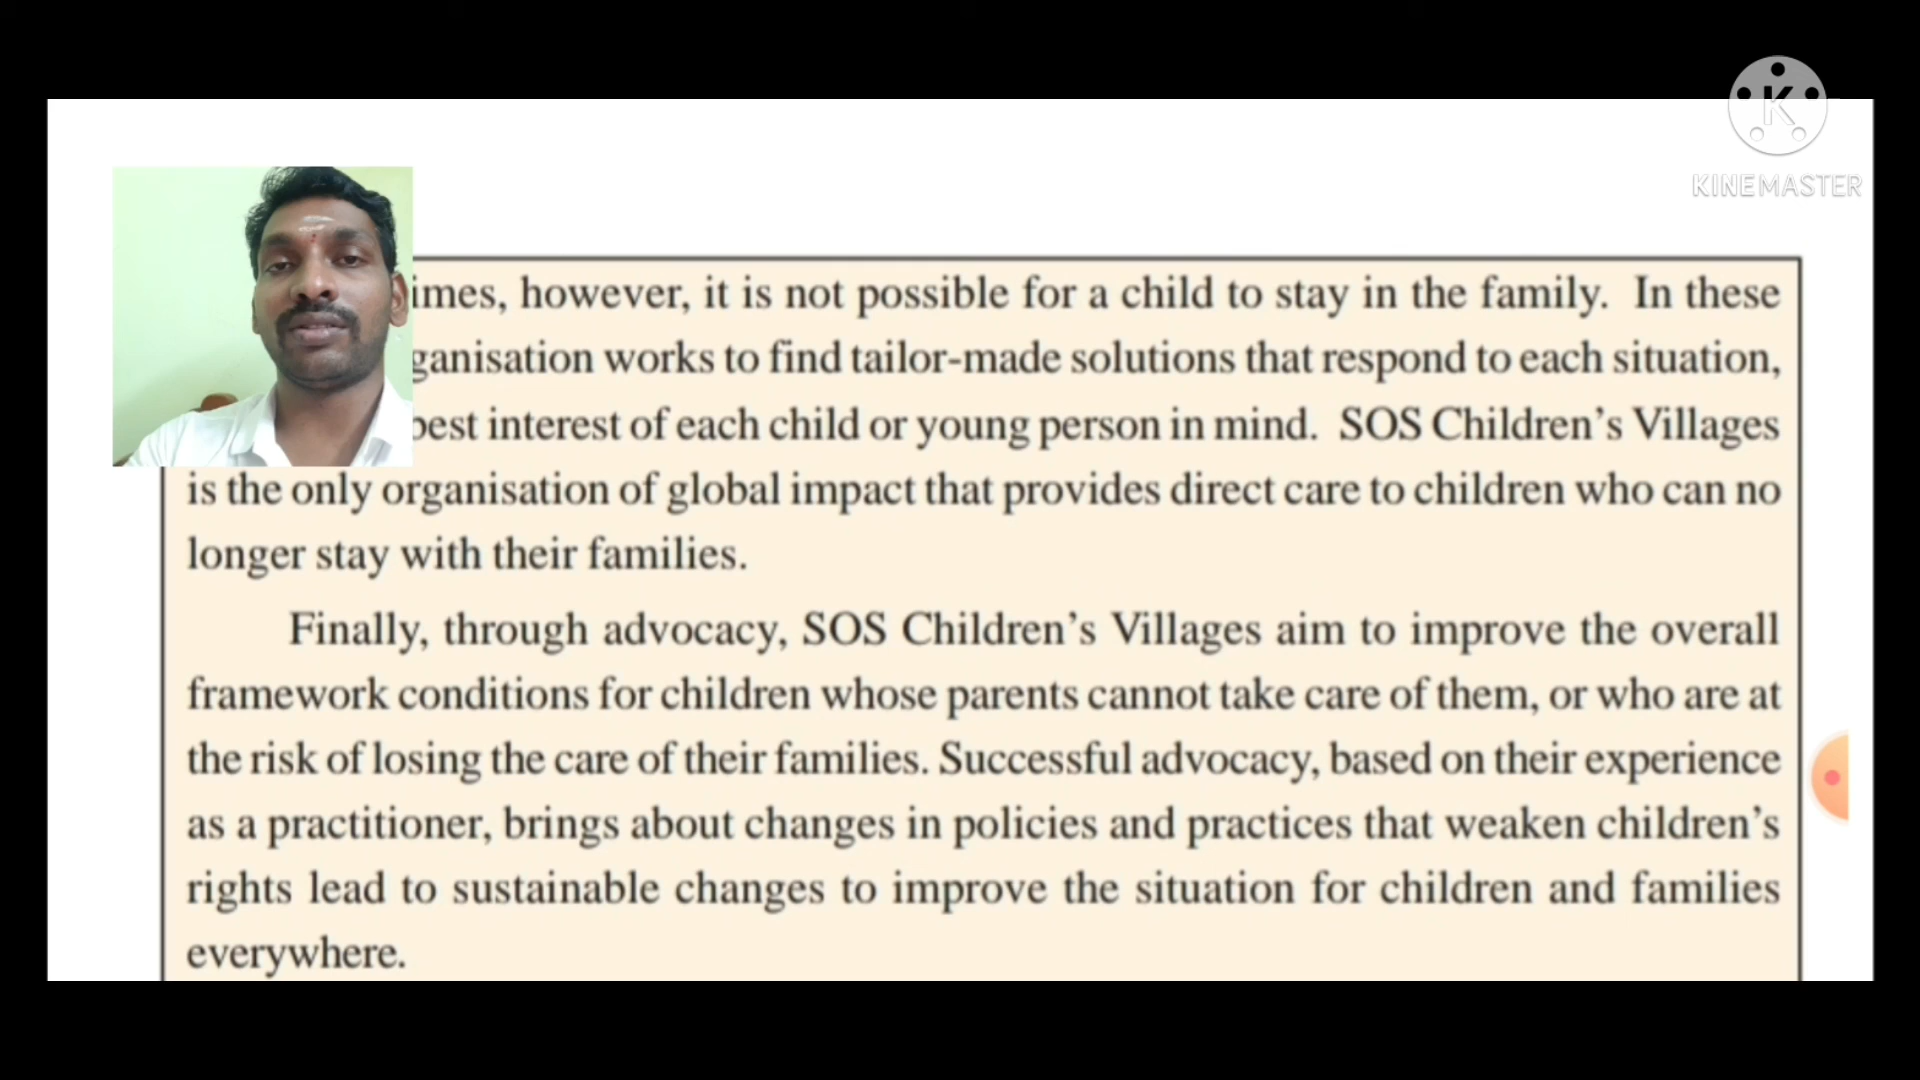 K
KINEMASTER
however, it is not possible for a child to stay in the family. In these
works to find tailor-made solutions that respond to each situation,
interest of each child or young person in mind. SOS Children's Villages
is the only organisation of global impact that provides direct care to children who can no
longer stay with their families.
Finally, through advocacy, SOS Children's Villages aim to improve the overall
framework conditions for children whose parents cannot take care of them, or who are at
the risk of losing the care of their families. Successful advocacy, based on their experience
as a practitioner, brings about changes in policies and practices that weaken children's
rights lead to sustainable changes to improve the situation for children and families
everywhere.